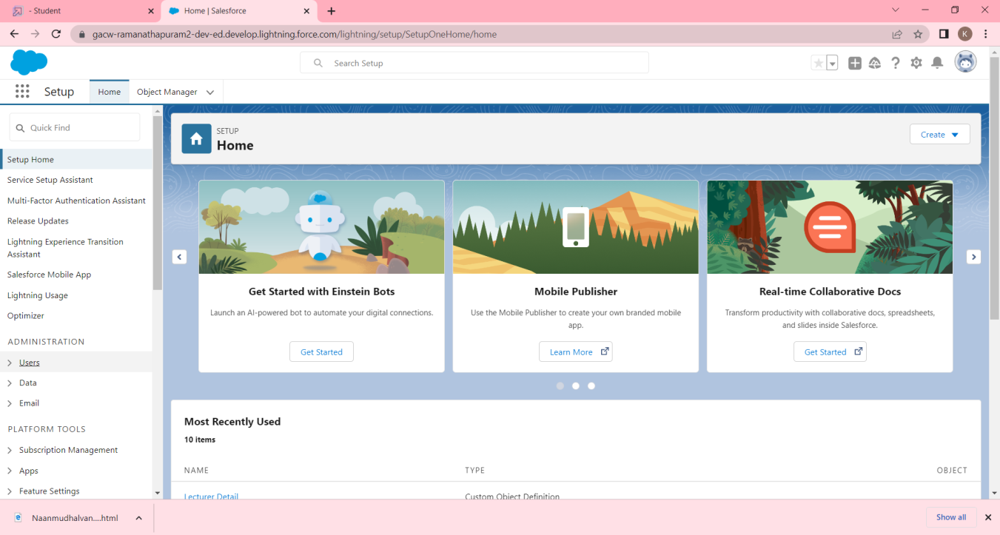 - Student
Home | Salesforce
gacw-ramanathapuram2-dev-ed.develop.lightning.force.com/lightning/setup/SetupOneHome/home
K
Search Setup
Setup
Home
Object Manager
Quick Find
Setup Home
Service Setup Assistant
Multi-Factor Authentication Assistant
Release Updates
Lightning Experience Transition
Assistant
Salesforce Mobile App
Lightning Usage
Optimizer
ADMINISTRATION
Users
Data
Email
PLATFORM TOOLS
Subscription Management
Apps
Feature Settings
SETUP
Home
Create
Get Started with Einstein Bots
Launch an AI-powered bot to automate your digital connections.
Get Started
Mobile Publisher
Use the Mobile Publisher to create your own branded mobile
app.
Learn More
Real-time Collaborative Docs
Transform productivity with collaborative docs, spreadsheets,
and slides inside Salesforce.
Get Started
Most Recently Used
10 items
NAME TYPE OBJECT
Lecturer Detail Custom Object Definition
Naanmudhalvan....html
Show all